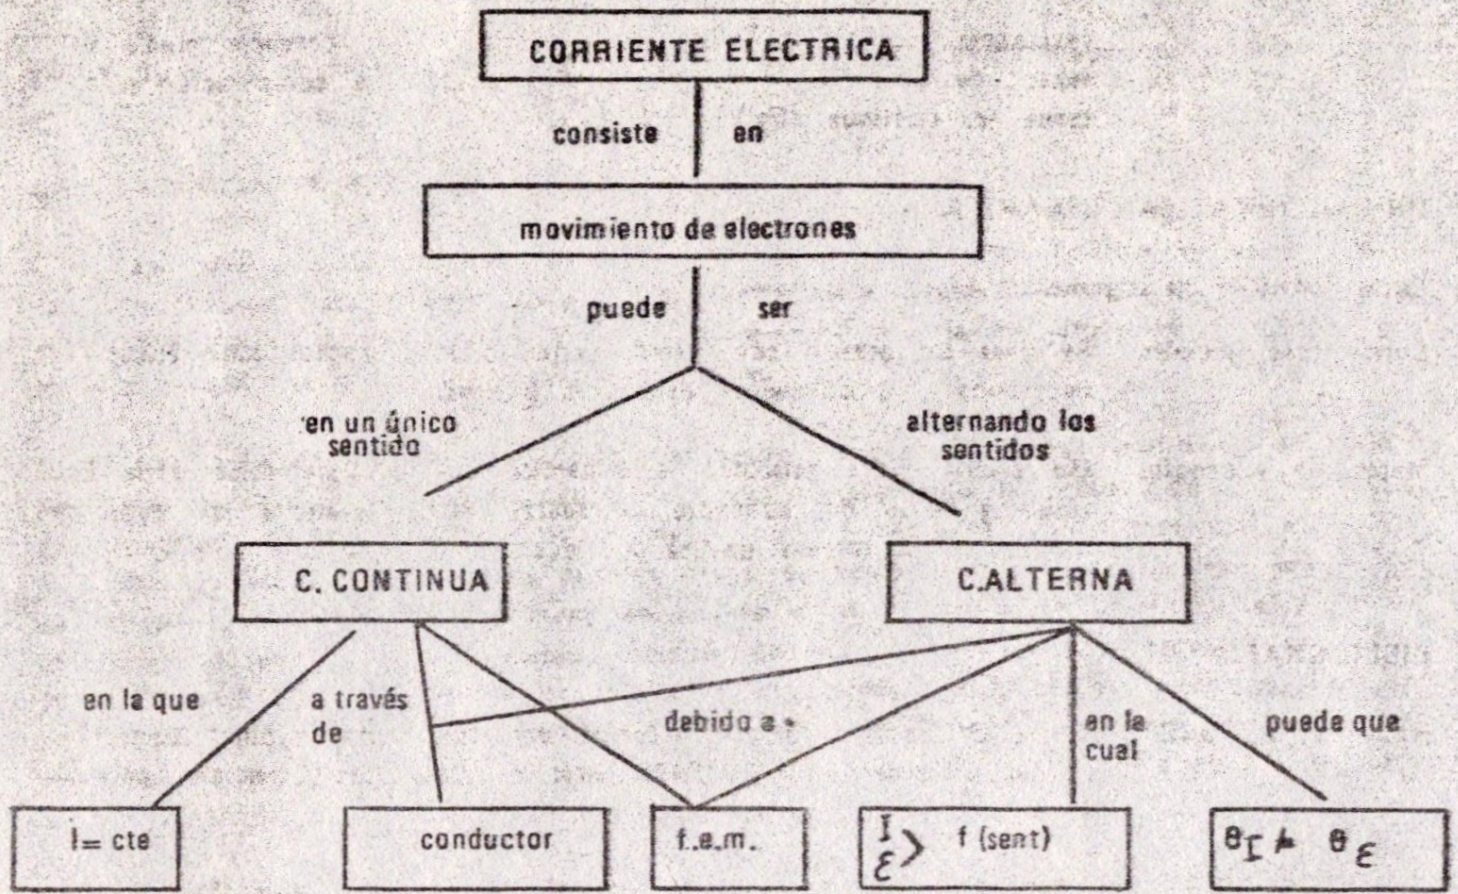 CORRIENTE ELECTRICA
consiste en
movimiento de electrones
puede ser
en un único
sentido
alternando los
sentidos
C. CONTINUA
C.ALTERNA
en la que
a través
de
debido a
en la
cual
puede que
I= cte
conductor
f.e.m.
I
ε > f (sent)
θI ≠ θε